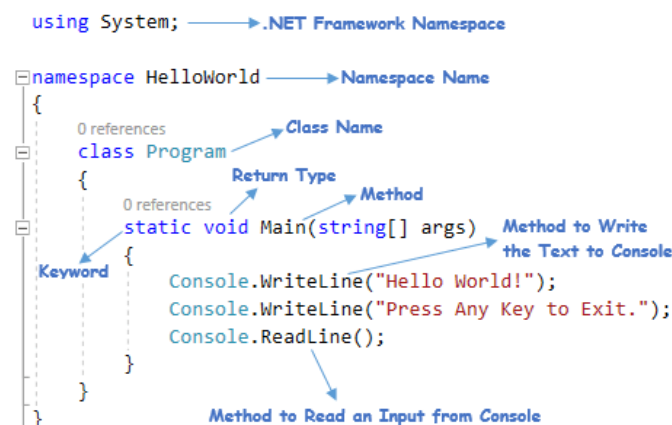 using System; .NET Framework Namespace
namespace HelloWorld Namespace Name
{
0 references
Class Name
class Program
{
Return Type
0 references
Method
static void Main(string[] args)
Method to Write
the Text to Console
{
Keyword
Console.WriteLine("Hello World!");
Console.WriteLine("Press Any Key to Exit.");
Console.ReadLine();
}
}
}
Method to Read an Input from Console